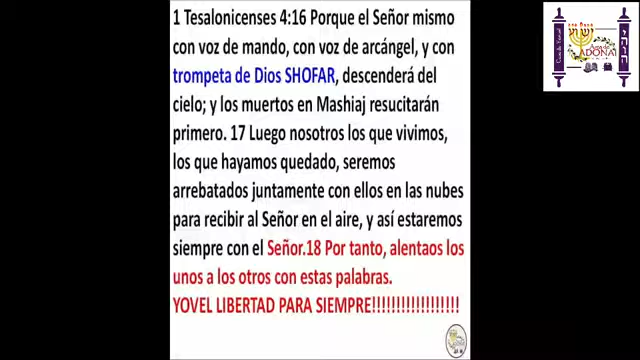 1 Tesalonicenses 4:16 Porque el Señor mismo
con voz de mando, con voz de arcángel, y con
trompeta de Dios SHOFAR, descenderá del
cielo; y los muertos en Mashiaj resucitarán
primero. 17 Luego nosotros los que vivimos,
los que hayamos quedado, seremos
arrebatados juntamente con ellos en las nubes
para recibir al Señor en el aire, y así estaremos
siempre con el Señor.18 Por tanto, alentaos los
unos a los otros con estas palabras.
YOVEL LIBERTAD PARA SIEMPRE!!!!!!!!!!!!!!!!!!
ADONAI